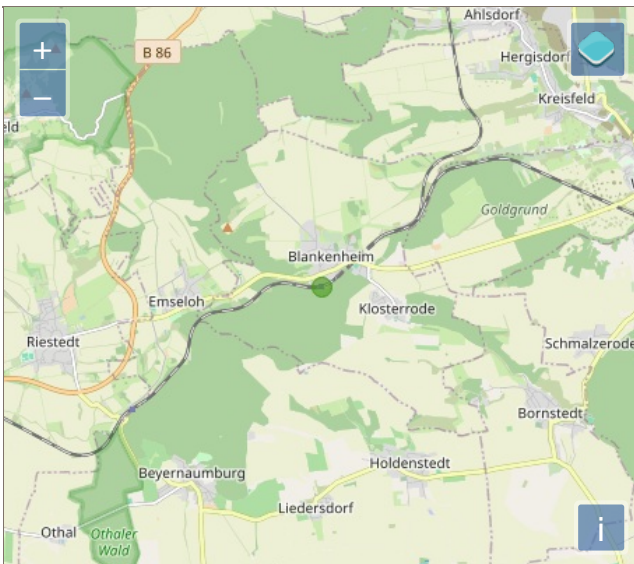 Ahlsdorf
+
B 86
Hergisdorf
−
Kreisfeld
eld
Goldgrund
Blankenheim
Emseloh
Klosterrode
Riestedt
Schmalzerode
Bornstedt
Holdenstedt
Beyernaumburg
Liedersdorf
Othal
Othaler
Wald
i